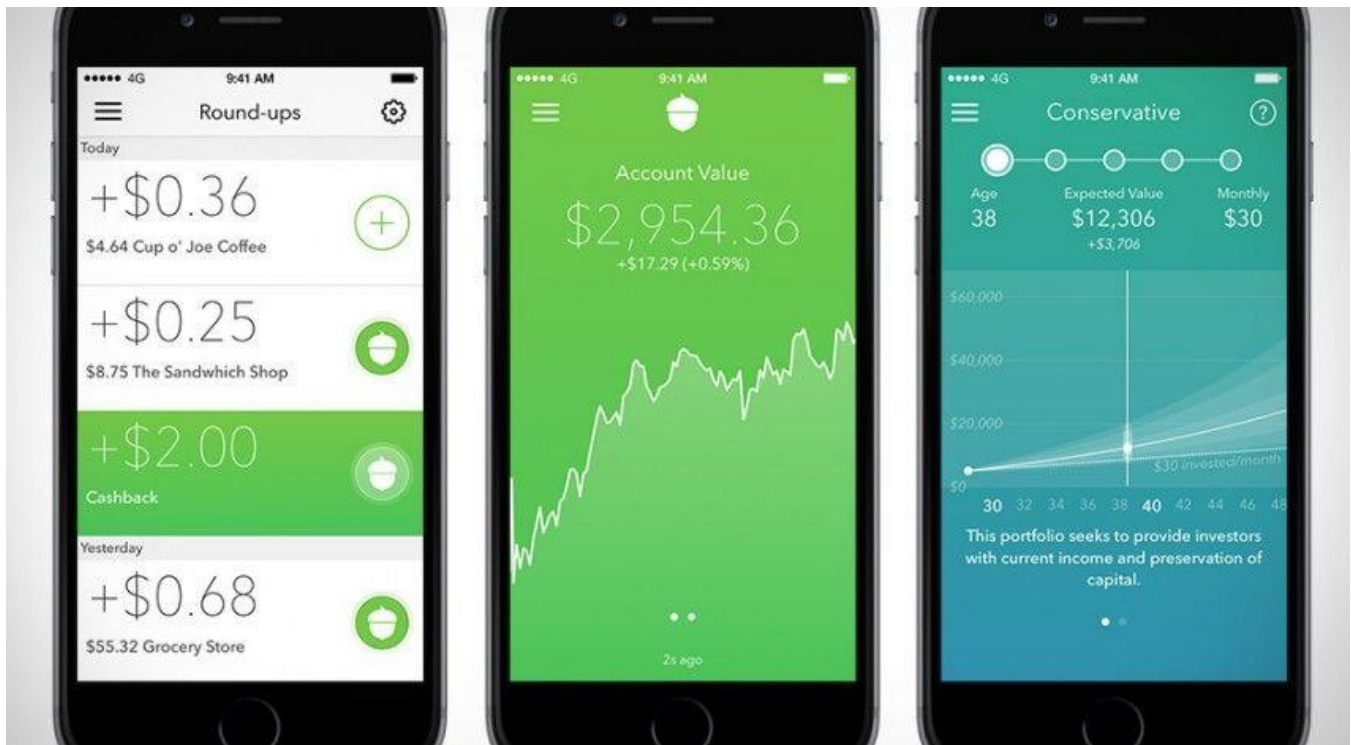 4G 9:41 AM
Round-ups
Today
+$0.36
$4.64 Cup o' Joe Coffee
+$0.25
$8.75 The Sandwhich Shop
+$2.00
Cashback
Yesterday
+$0.68
$55.32 Grocery Store
4G 9:41 AM
Account Value
$2,954.36
+$17.29 (+0.59%)
2s ago
4G 9:41 AM
Conservative
?
Age Expected Value Monthly
38 $12,306 $30
+$3,706
$60,000
$40,000
$20,000
$30 invested/month
$0
30 32 34 36 38 40 42 44 46 48
This portfolio seeks to provide investors
with current income and preservation of
capital.